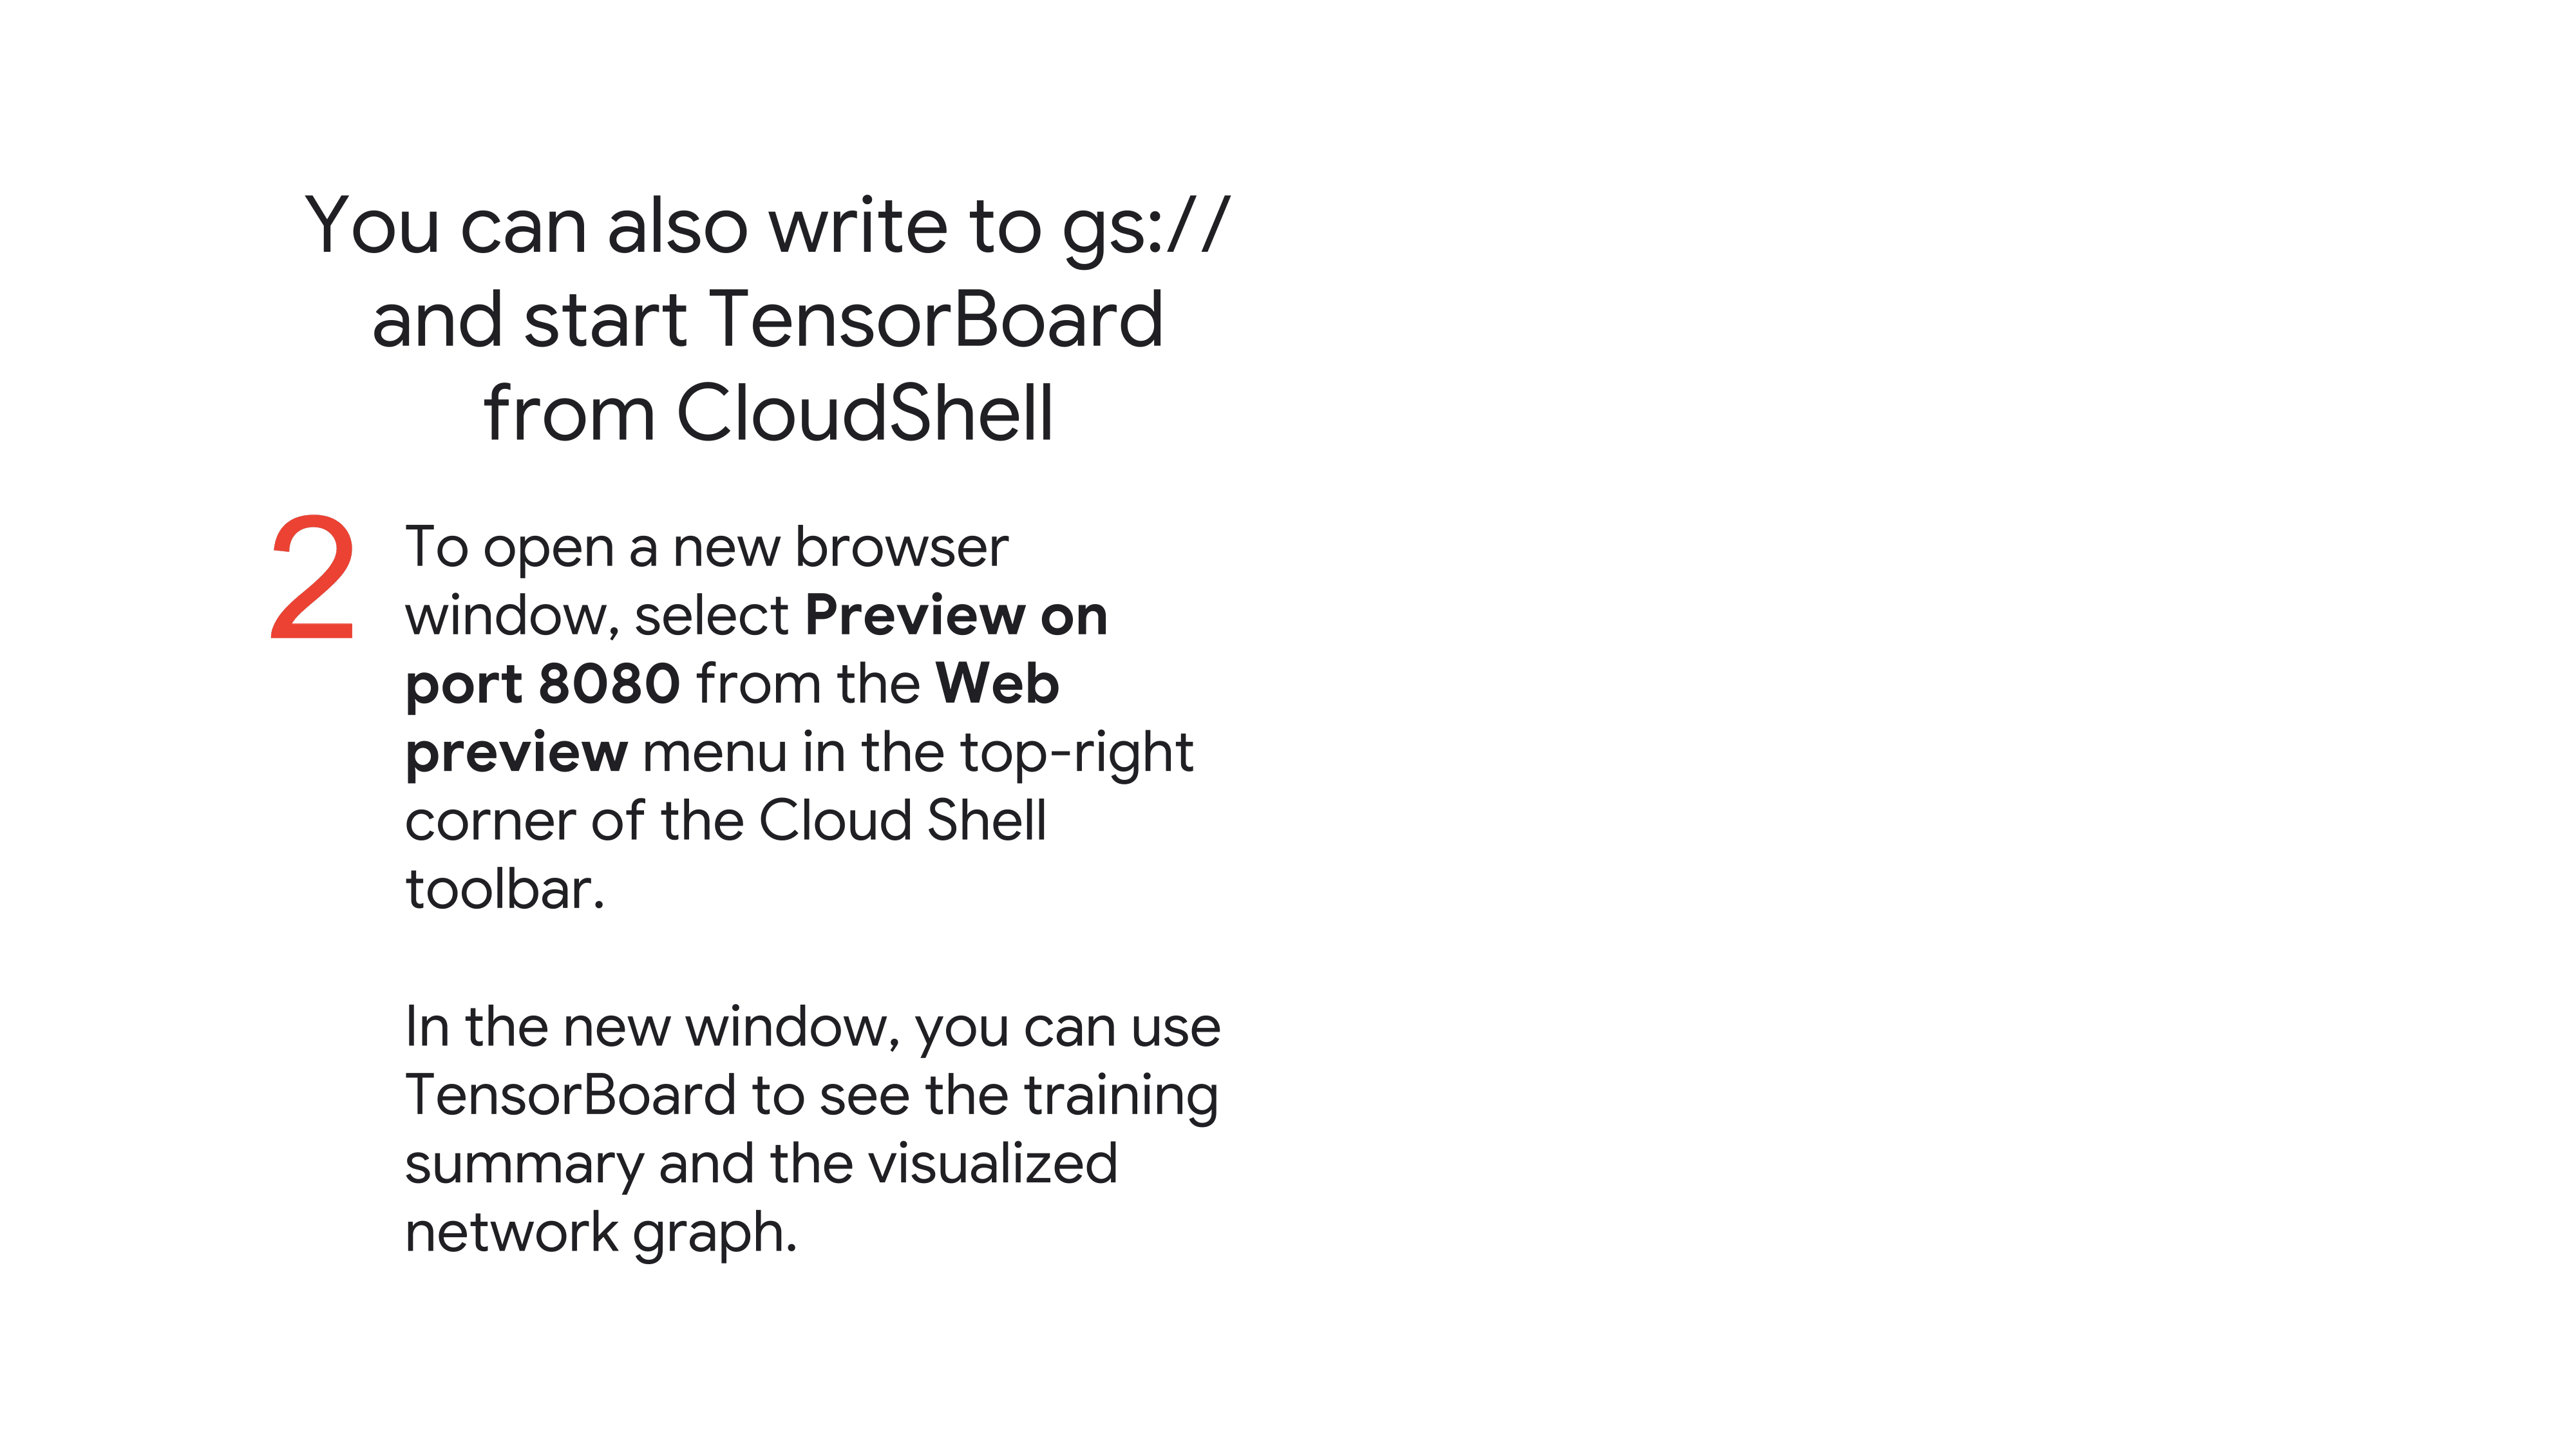 You can also write to gs://
and start TensorBoard
from CloudShell
2
To open a new browser
window, select Preview on
port 8080 from the Web
preview menu in the top-right
corner of the Cloud Shell
toolbar.
In the new window, you can use
TensorBoard to see the training
summary and the visualized
network graph.